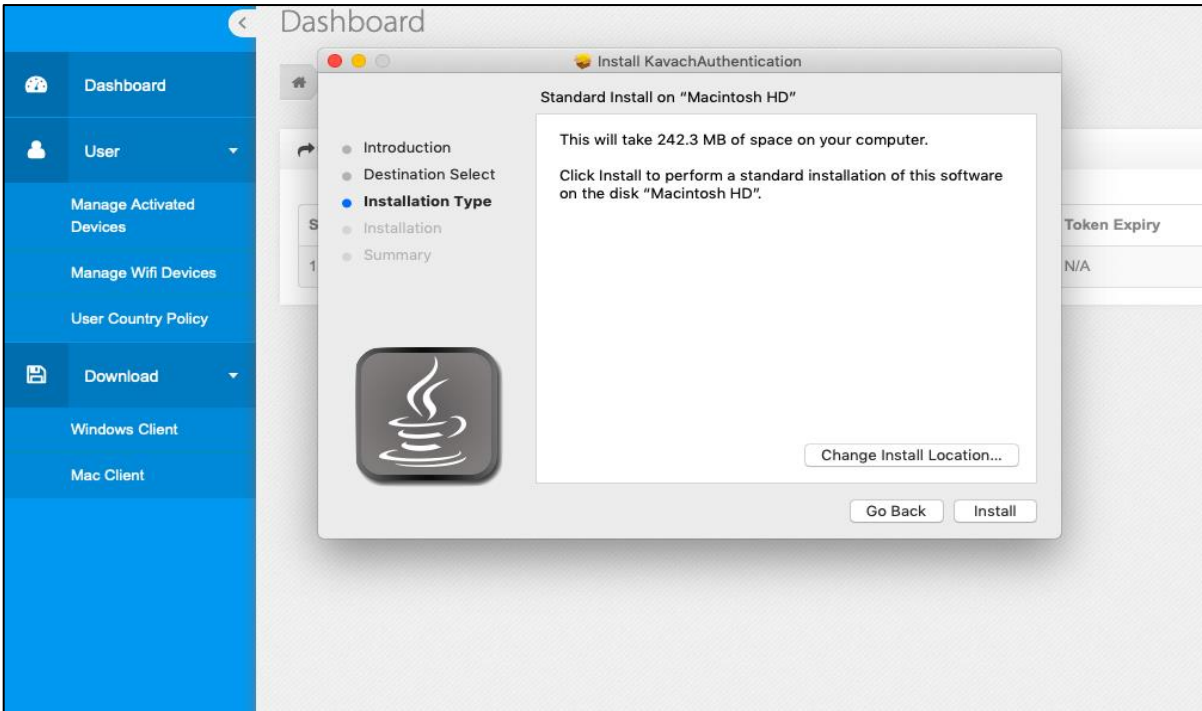 Dashboard
Dashboard
User
Manage Activated
Devices
Manage Wifi Devices
User Country Policy
Download
Windows Client
Mac Client
Install KavachAuthentication
Standard Install on "Macintosh HD"
Introduction
Destination Select
Installation Type
Installation
Summary
This will take 242.3 MB of space on your computer.
Click Install to perform a standard installation of this software
on the disk "Macintosh HD".
Change Install Location...
Go Back
Install
S
1
Token Expiry
N/A